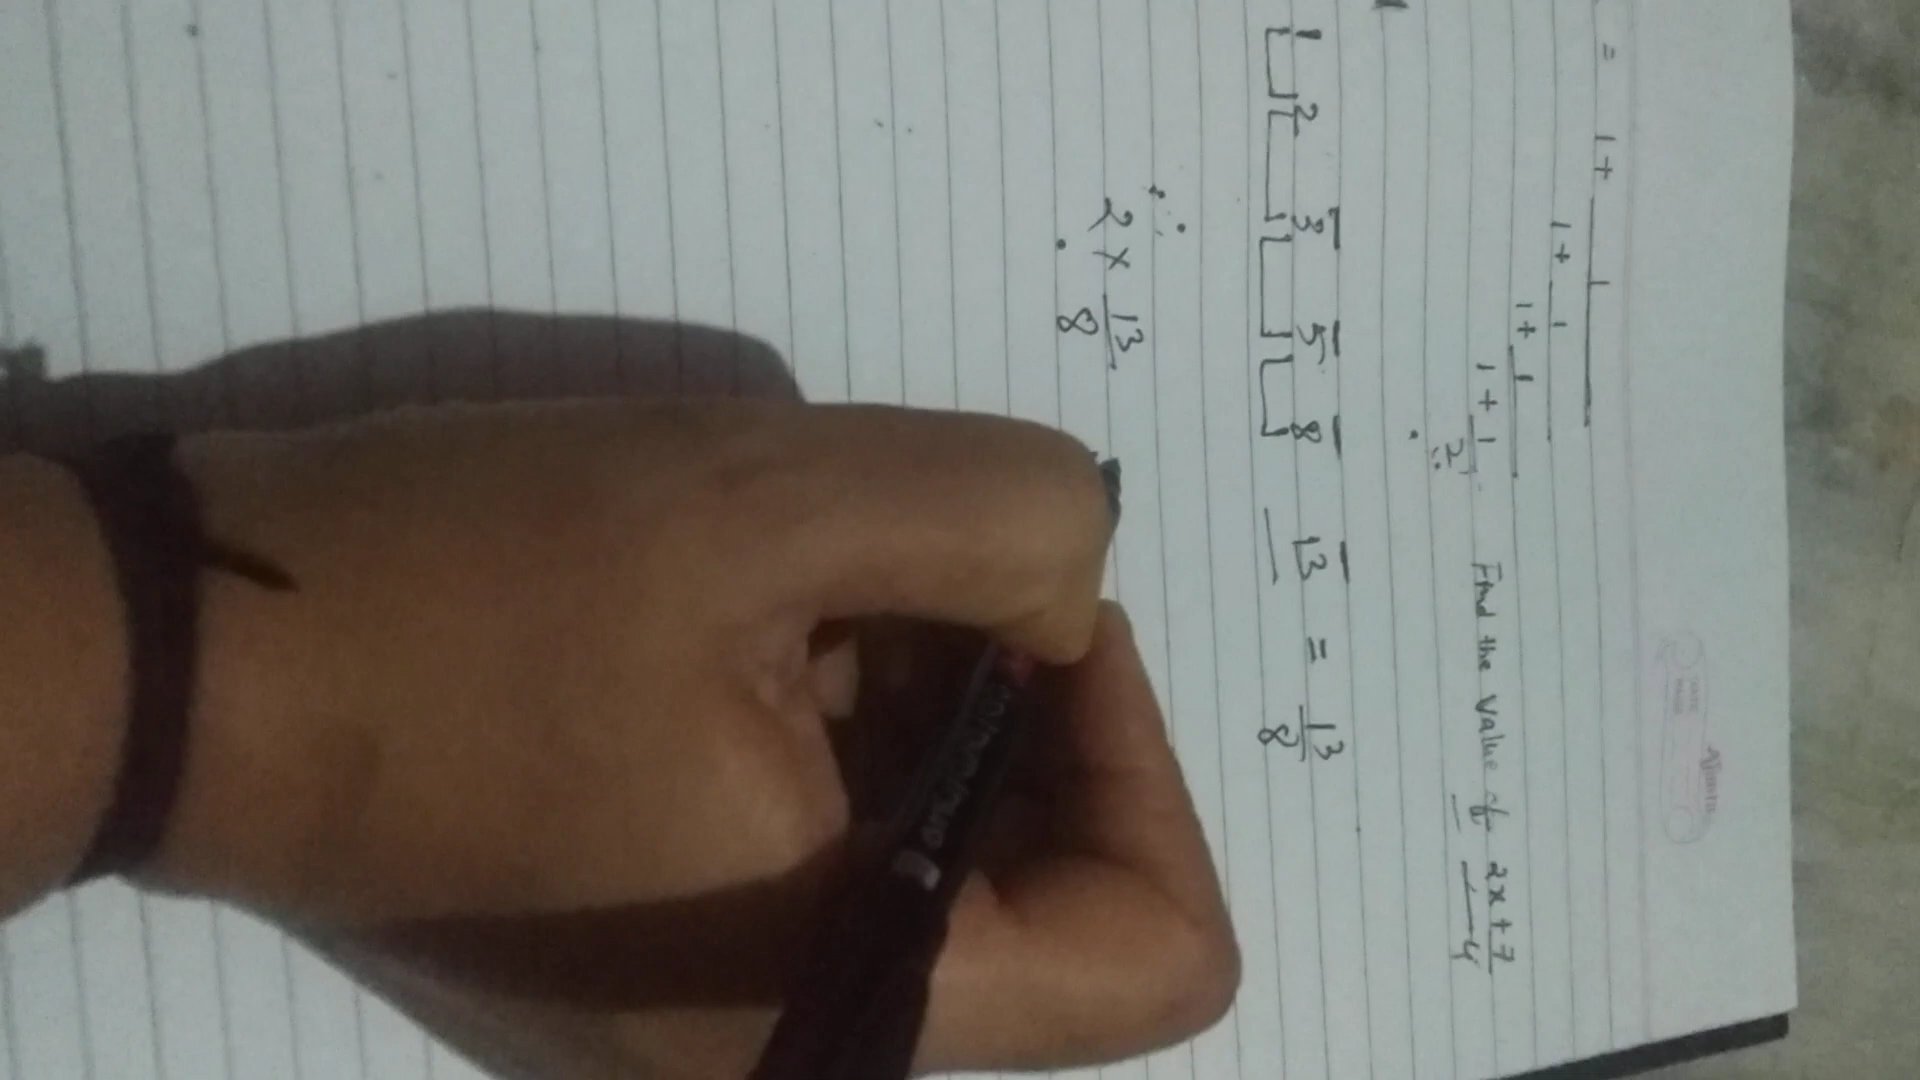 Ajanta
= 1 + 1
1 + 1
1 + 1
1 + 1
2 Find the value of 2x + 7
4
1 2 3 5 8 13 = 13
8
∴ 2 × 13
8